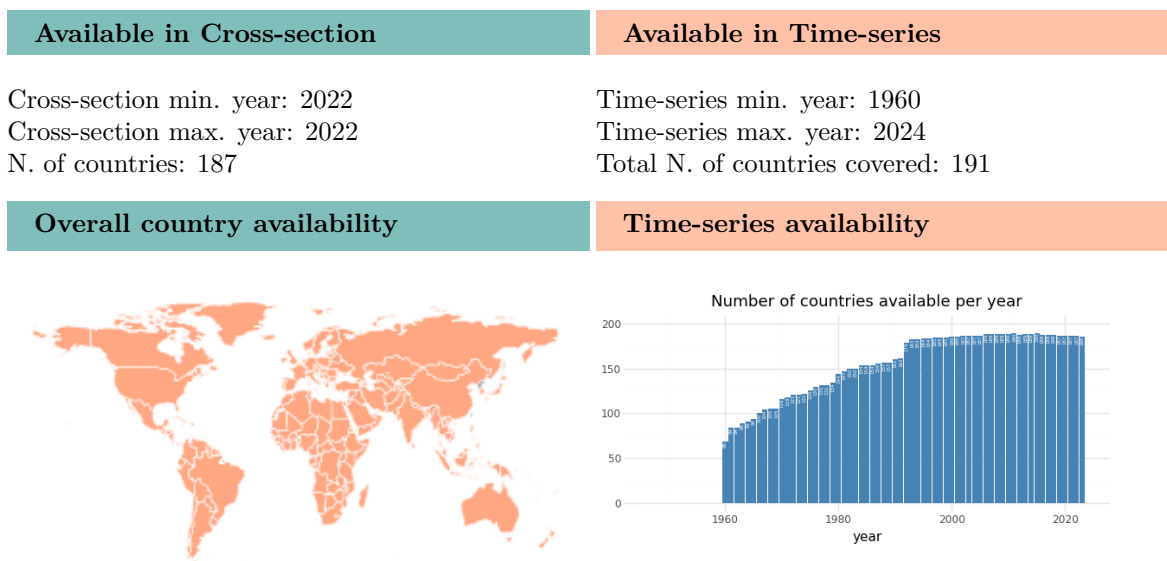 Available in Cross-section
Available in Time-series
Cross-section min. year: 2022
Cross-section max. year: 2022
N. of countries: 187
Time-series min. year: 1960
Time-series max. year: 2024
Total N. of countries covered: 191
Overall country availability
Time-series availability
Number of countries available per year
200
150
100
50
0
1960 1980 2000 2020
year